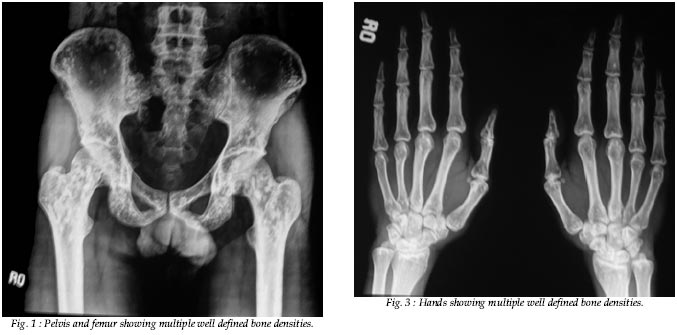 RO
RO
Fig. 1 : Pelvis and femur showing multiple well defined bone densities.
Fig. 3 : Hands showing multiple well defined bone densities.